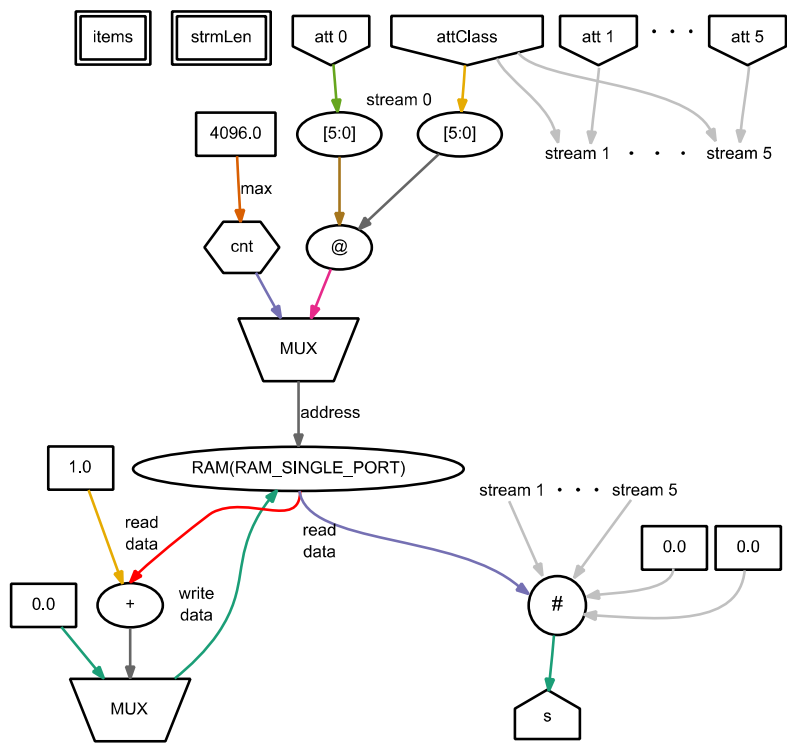 items
strmLen
att 0
attClass
att 1
. . .
att 5
stream 0
4096.0
[5:0]
[5:0]
stream 1 . . . stream 5
max
cnt
@
MUX
address
RAM(RAM_SINGLE_PORT)
1.0
stream 1 . . . stream 5
read
data
read
data
0.0
0.0
0.0
+
write
data
#
MUX
s